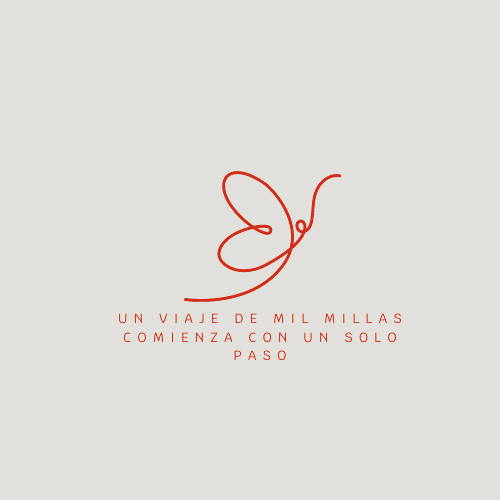 UN VIAJE DE MIL MILLAS
COMIENZA CON UN SOLO
PASO